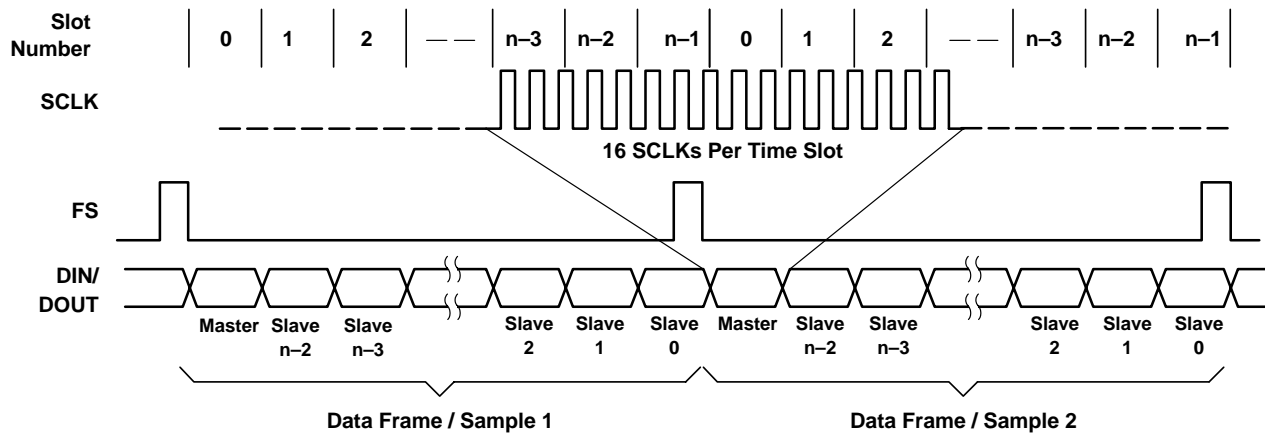 Slot
Number
0 1 2 — — n–3 n–2 n–1 0 1 2 — — n–3 n–2 n–1
SCLK
16 SCLKs Per Time Slot
FS
DIN/
DOUT
Master Slave Slave Slave Slave Slave Master Slave Slave Slave Slave Slave
n–2 n–3 2 1 0 n–2 n–3 2 1 0
Data Frame / Sample 1 Data Frame / Sample 2